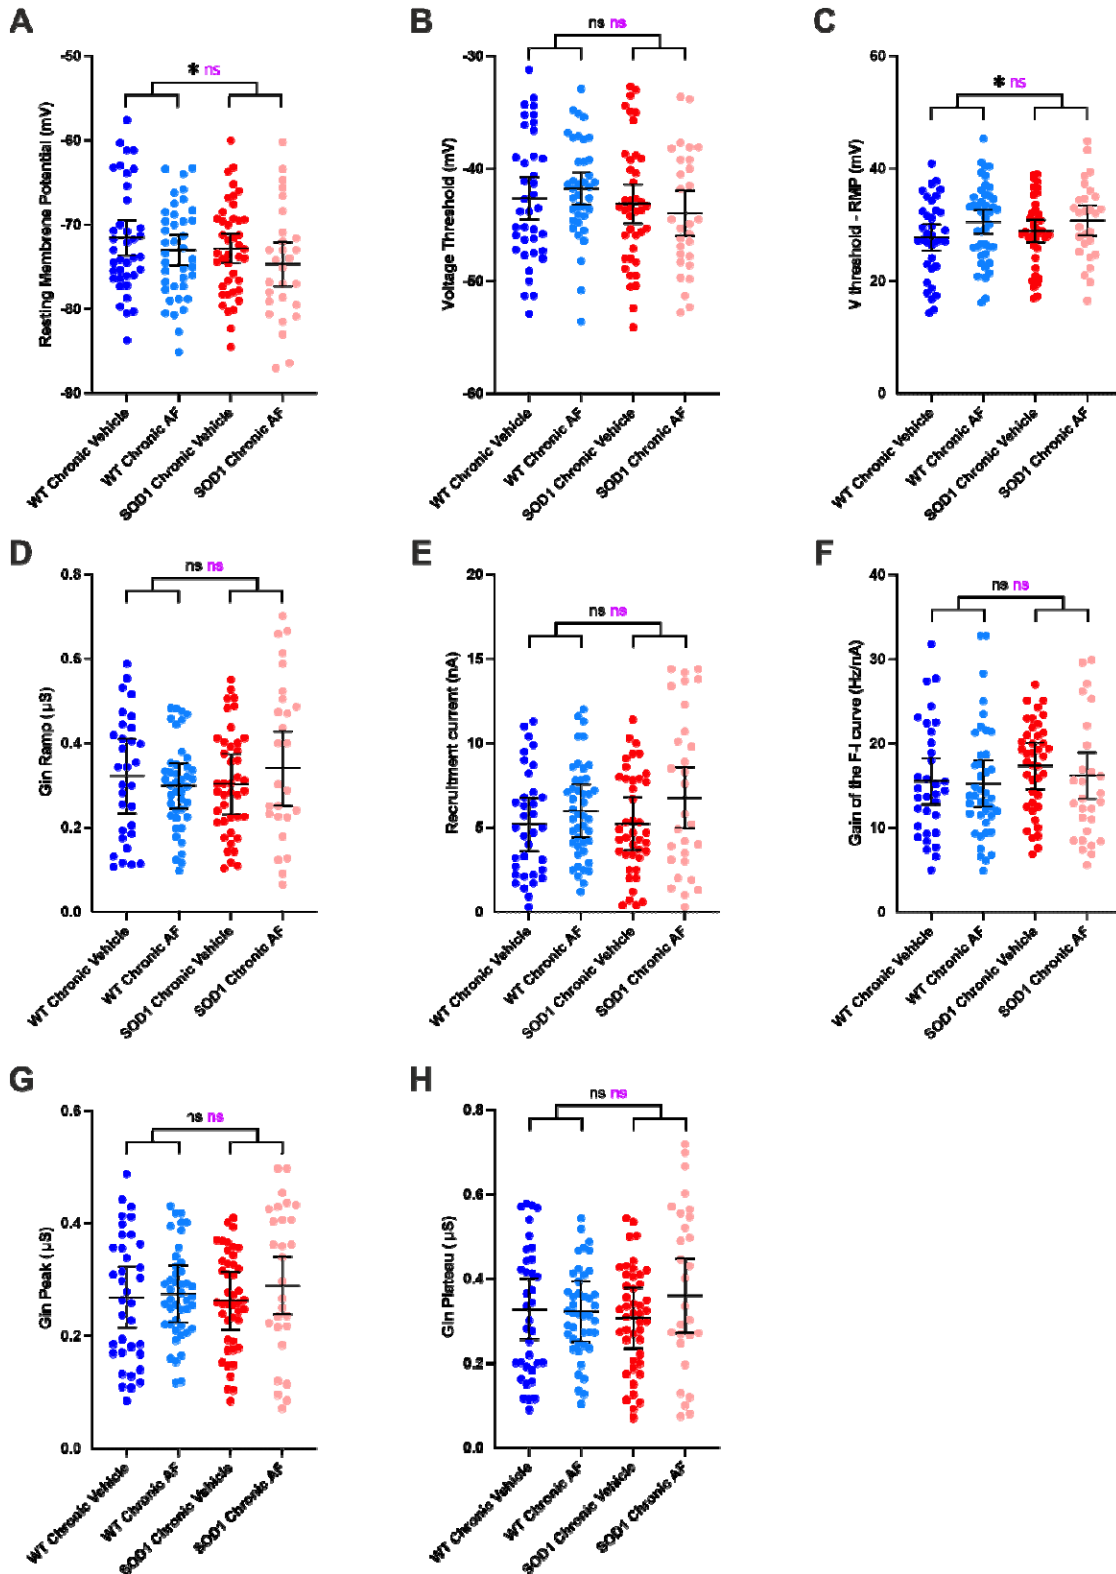 A
B
C
* ns
ns ns
* ns
Resting Membrane Potential (mV)
-50
-60
-70
-80
-90
Voltage Threshold (mV)
-30
-40
-50
-60
V threshold - RMP (mV)
60
40
20
0
WT Chronic Vehicle
WT Chronic AF
SOD1 Chronic Vehicle
SOD1 Chronic AF
WT Chronic Vehicle
WT Chronic AF
SOD1 Chronic Vehicle
SOD1 Chronic AF
WT Chronic Vehicle
WT Chronic AF
SOD1 Chronic Vehicle
SOD1 Chronic AF
D
E
F
ns ns
ns ns
ns ns
Gin Ramp (µS)
0.8
0.6
0.4
0.2
0.0
Recruitment current (nA)
20
15
10
5
0
Gain of the F-I curve (Hz/nA)
40
30
20
10
0
WT Chronic Vehicle
WT Chronic AF
SOD1 Chronic Vehicle
SOD1 Chronic AF
WT Chronic Vehicle
WT Chronic AF
SOD1 Chronic Vehicle
SOD1 Chronic AF
WT Chronic Vehicle
WT Chronic AF
SOD1 Chronic Vehicle
SOD1 Chronic AF
G
H
ns ns
ns ns
Gin Peak (µS)
0.6
0.4
0.2
0.0
Gin Plateau (µS)
0.8
0.6
0.4
0.2
0.0
WT Chronic Vehicle
WT Chronic AF
SOD1 Chronic Vehicle
SOD1 Chronic AF
WT Chronic Vehicle
WT Chronic AF
SOD1 Chronic Vehicle
SOD1 Chronic AF